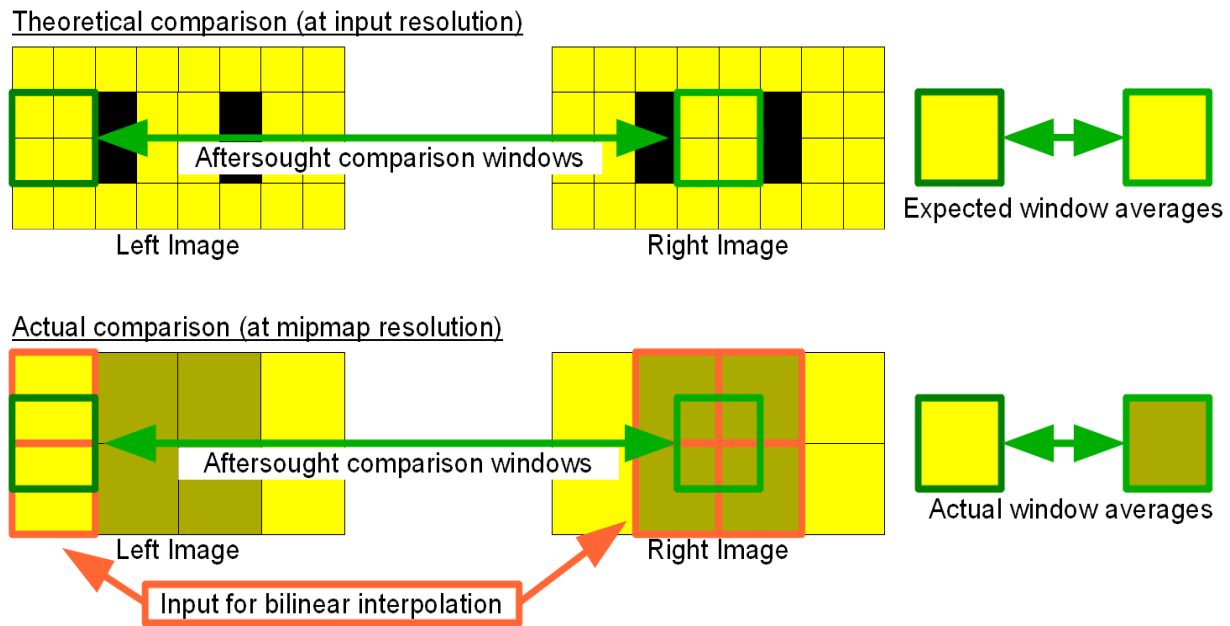 Theoretical comparison (at input resolution)
Aftersought comparison windows
Expected window averages
Left Image
Right Image
Actual comparison (at mipmap resolution)
Aftersought comparison windows
Actual window averages
Left Image
Right Image
Input for bilinear interpolation